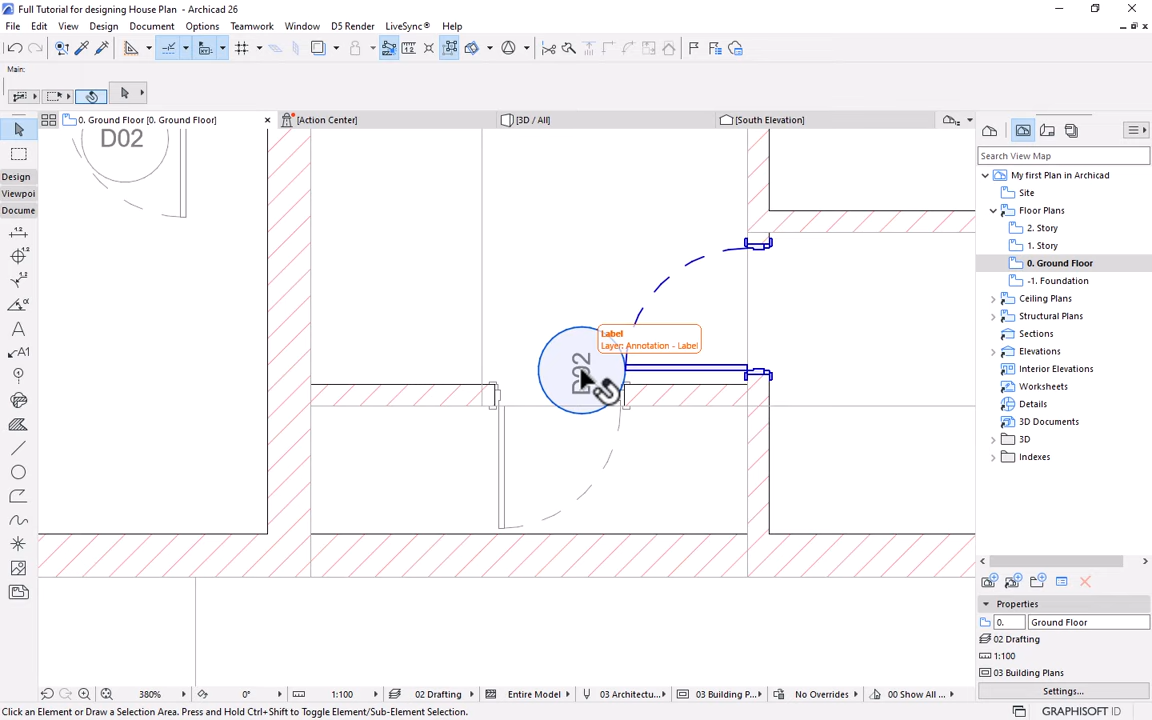 Full Tutorial for designing House Plan - Archicad 26
File Edit View Design Document Options Teamwork Window D5 Render LiveSync® Help
Main:
0. Ground Floor [0. Ground Floor]
[Action Center]
[3D / All]
[South Elevation]
Design
Viewpoi
Docume
D02
Label
Layer: Annotation - Label
D02
Search View Map
My first Plan in Archicad
Site
Floor Plans
2. Story
1. Story
0. Ground Floor
-1. Foundation
Ceiling Plans
Structural Plans
Sections
Elevations
Interior Elevations
Worksheets
Details
3D Documents
3D
Indexes
Properties
0. Ground Floor
02 Drafting
1:100
03 Building Plans
Settings...
380% 0° 1:100 02 Drafting Entire Model 03 Architectu... 03 Building P... No Overrides 00 Show All ...
Click an Element or Draw a Selection Area. Press and Hold Ctrl+Shift to Toggle Element/Sub-Element Selection.
GRAPHISOFT ID